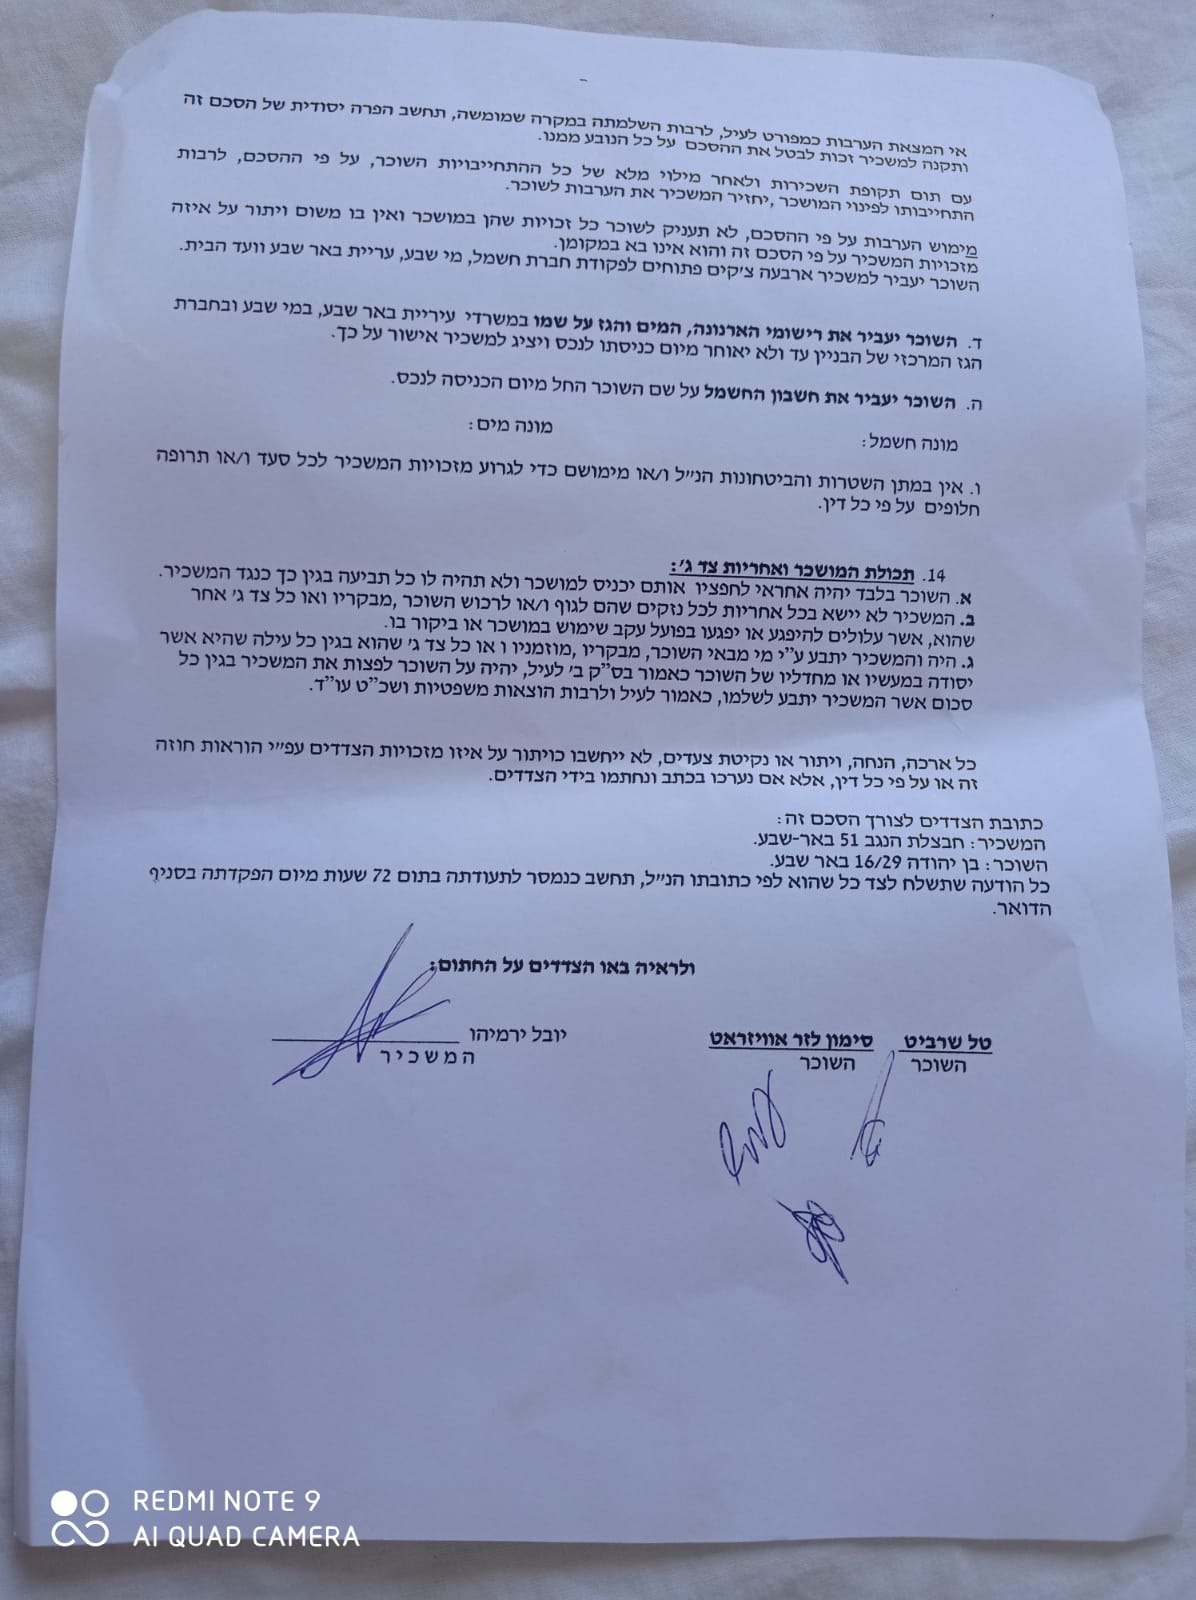 אי המצאת הערבות כמפורט לעיל, לרבות השלמתה במקרה שמומשה, תחשב הפרה יסודית של הסכם זה
ותקנה למשכיר זכות לבטל את ההסכם על כל הנובע ממנו.
עם תום תקופת השכירות ולאחר מילוי מלא של כל ההתחייבויות השוכר, על פי ההסכם, לרבות
התחייבותו לפינוי המושכר ,יחזיר המשכיר את הערבות לשוכר.
מימוש הערבות על פי ההסכם, לא תעניק לשוכר כל זכויות שהן במושכר ואין בו משום ויתור על איזה
מזכויות המשכיר על פי הסכם זה והוא אינו בא במקומן.
השוכר יעביר למשכיר ארבעה צ'קים פתוחים לפקודת חברת חשמל, מי שבע, עריית באר שבע וועד הבית.
ד. השוכר יעביר את רישומי הארנונה, המים והגז על שמו במשרדי עיריית באר שבע, במי שבע ובחברת
הגז המרכזי של הבניין עד ולא יאוחר מיום כניסתו לנכס ויציג למשכיר אישור על כך.
ה. השוכר יעביר את חשבון החשמל על שם השוכר החל מיום הכניסה לנכס.
מונה חשמל: מונה מים:
ו. אין במתן השטרות והביטחונות הנ"ל ו/או מימושם כדי לגרוע מזכויות המשכיר לכל סעד ו/או תרופה
חלופים על פי כל דין.
14. תכולת המושכר ואחריות צד ג':
א. השוכר בלבד יהיה אחראי לחפציו אותם יכניס למושכר ולא תהיה לו כל תביעה בגין כך כנגד המשכיר.
ב. המשכיר לא יישא בכל אחריות לכל נזקים שהם לגוף ו/או לרכוש השוכר ,מבקריו ואו כל צד ג' אחר
שהוא, אשר עלולים להיפגע או יפגעו בפועל עקב שימוש במושכר או ביקור בו.
ג. היה והמשכיר יתבע ע"י מי מבאי השוכר, מבקריו ,מוזמניו ו או כל צד ג' שהוא בגין כל עילה שהיא אשר
יסודה במעשיו או מחדליו של השוכר כאמור בס"ק ב' לעיל, יהיה על השוכר לפצות את המשכיר בגין כל
סכום אשר המשכיר יתבע לשלמו, כאמור לעיל ולרבות הוצאות משפטיות ושכ"ט עו"ד.
כל ארכה, הנחה, ויתור או נקיטת צעדים, לא ייחשבו כויתור על איזו מזכויות הצדדים עפ"י הוראות חוזה
זה או על פי כל דין, אלא אם נערכו בכתב ונחתמו בידי הצדדים.
כתובת הצדדים לצורך הסכם זה:
המשכיר: חבצלת הנגב 51 באר-שבע.
השוכר: בן יהודה 16/29 באר שבע.
כל הודעה שתשלח לצד כל שהוא לפי כתובתו הנ"ל, תחשב כנמסר לתעודתה בתום 72 שעות מיום הפקדתה בסניף
הדואר.
ולראיה באו הצדדים על החתום:
טל שרביט סימון לזר אוויזראט יובל ירמיהו
השוכר השוכר המשכיר
REDMI NOTE 9
AI QUAD CAMERA